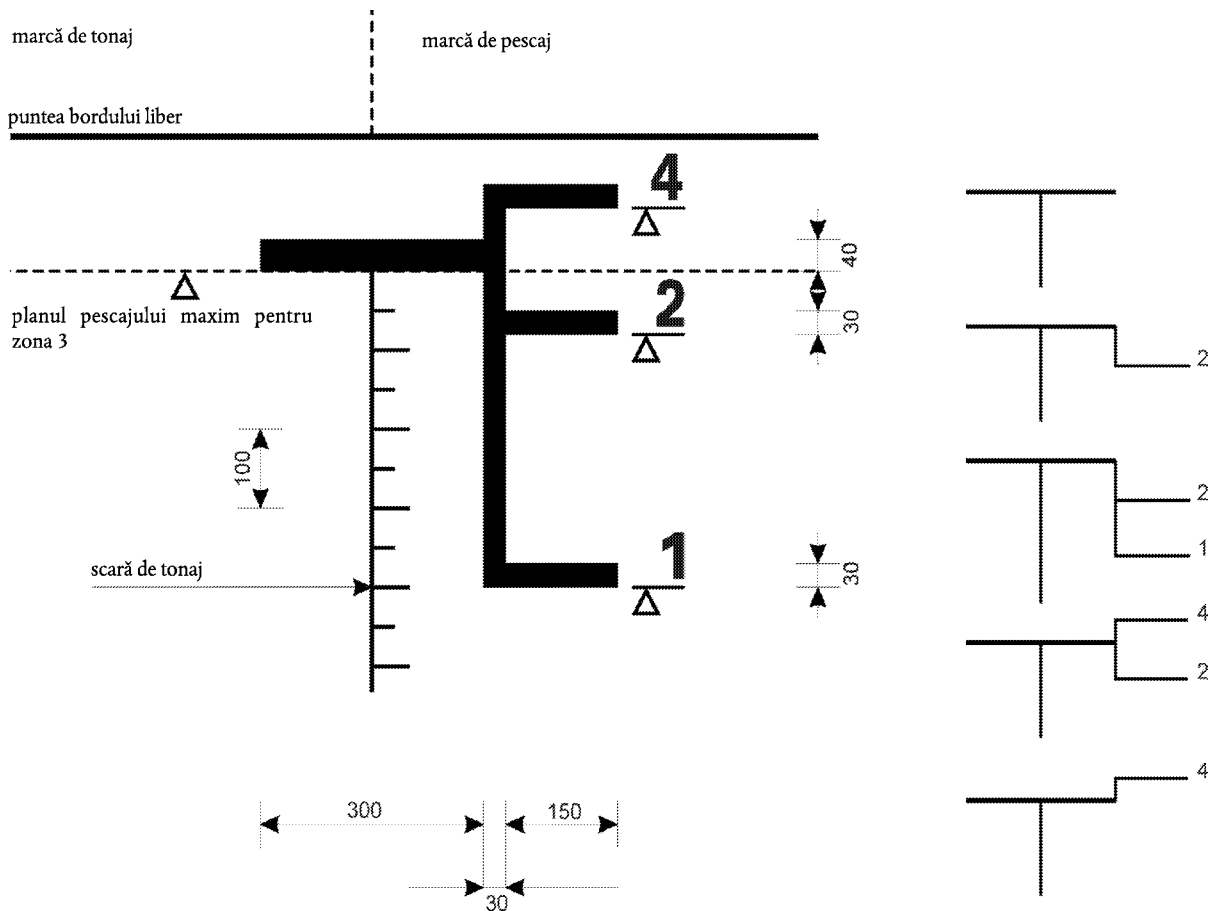 marcă de tonaj
marcă de pescaj
puntea bordului liber
4
40
planul pescajului maxim pentru
zona 3
2
30
100
scară de tonaj
1
30
300
150
30
2
2
1
4
2
4